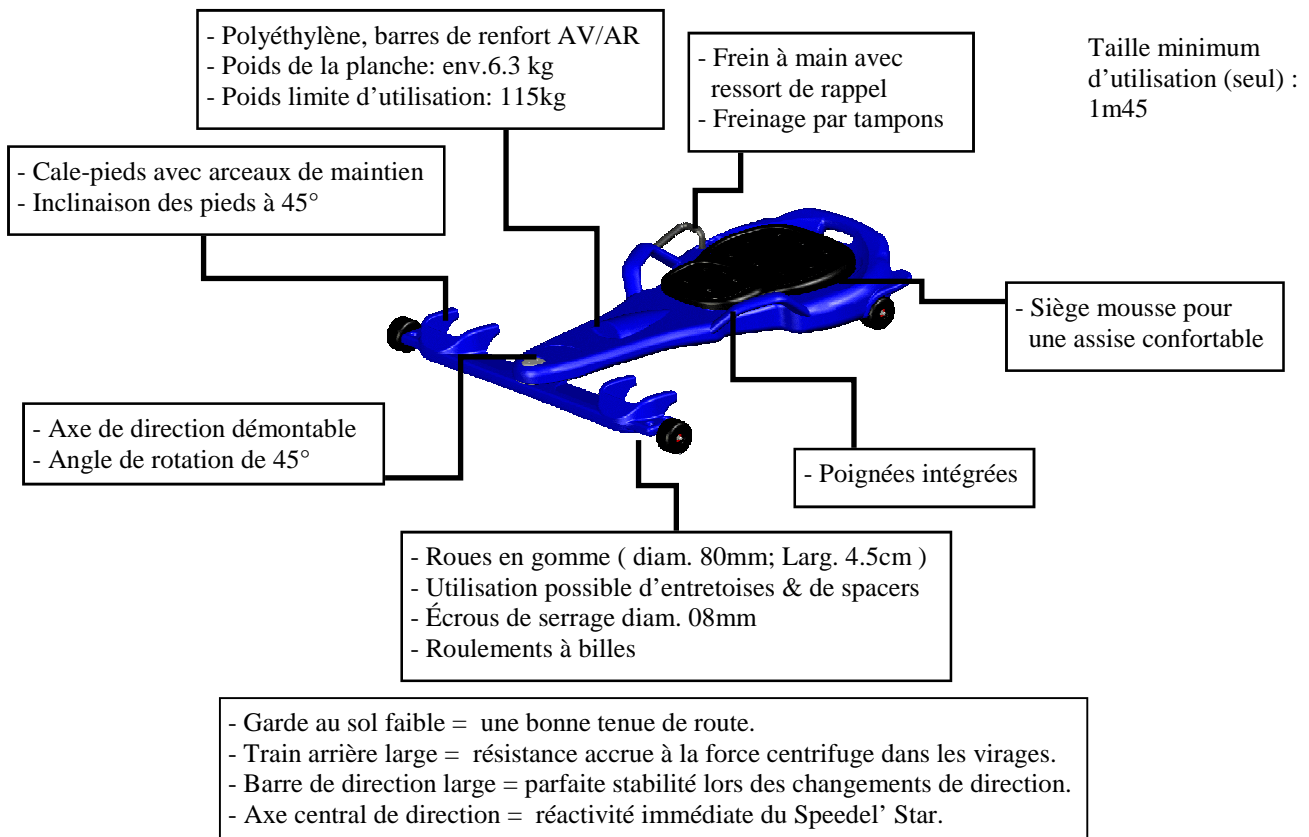 - Polyéthylène, barres de renfort AV/AR
- Poids de la planche: env.6.3 kg
- Poids limite d’utilisation: 115kg
- Frein à main avec
ressort de rappel
- Freinage par tampons
Taille minimum
d’utilisation (seul) :
1m45
- Cale-pieds avec arceaux de maintien
- Inclinaison des pieds à 45°
- Siège mousse pour
une assise confortable
- Axe de direction démontable
- Angle de rotation de 45°
- Poignées intégrées
- Roues en gomme ( diam. 80mm; Larg. 4.5cm )
- Utilisation possible d’entretoises & de spacers
- Écrous de serrage diam. 08mm
- Roulements à billes
- Garde au sol faible = une bonne tenue de route.
- Train arrière large = résistance accrue à la force centrifuge dans les virages.
- Barre de direction large = parfaite stabilité lors des changements de direction.
- Axe central de direction = réactivité immédiate du Speedel’ Star.